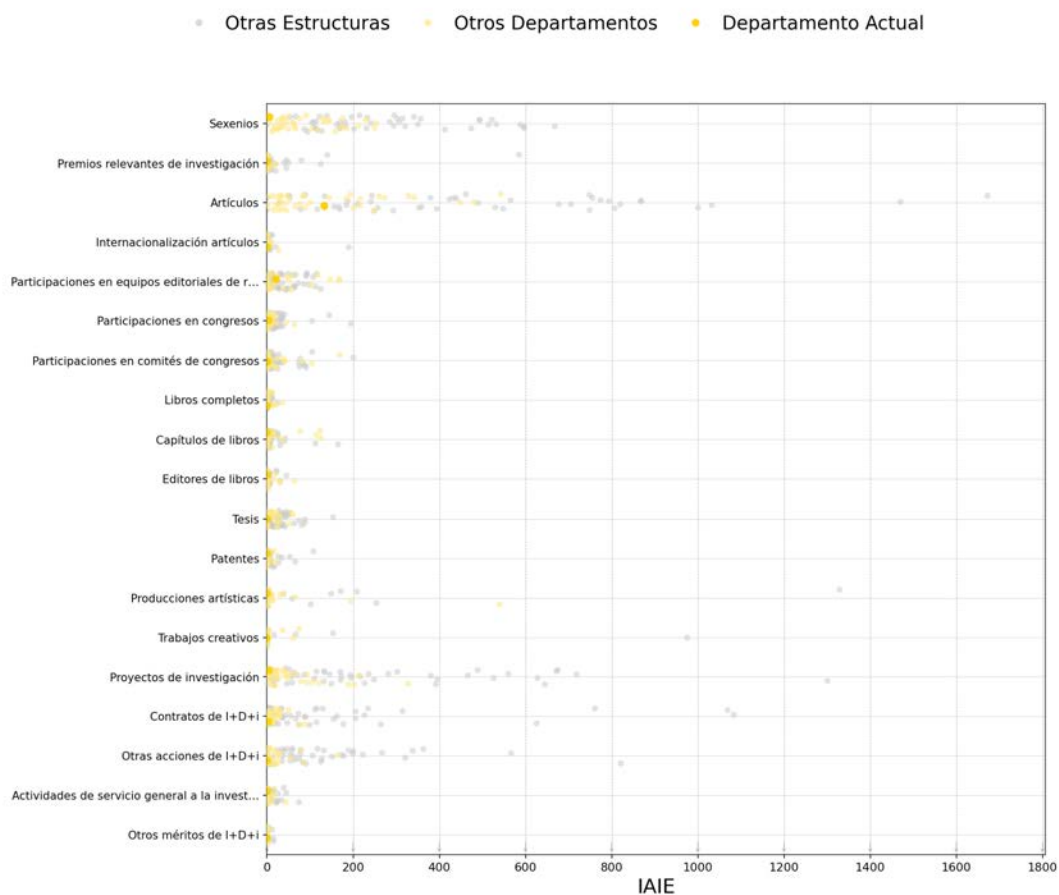 Otras Estructuras Otros Departamentos Departamento Actual
Sexenios
Premios relevantes de investigación
Artículos
Internacionalización artículos
Participaciones en equipos editoriales de r...
Participaciones en congresos
Participaciones en comités de congresos
Libros completos
Capítulos de libros
Editores de libros
Tesis
Patentes
Producciones artísticas
Trabajos creativos
Proyectos de investigación
Contratos de I+D+i
Otras acciones de I+D+i
Actividades de servicio general a la invest...
Otros méritos de I+D+i
0 200 400 600 800 1000 1200 1400 1600 1800
IAIE